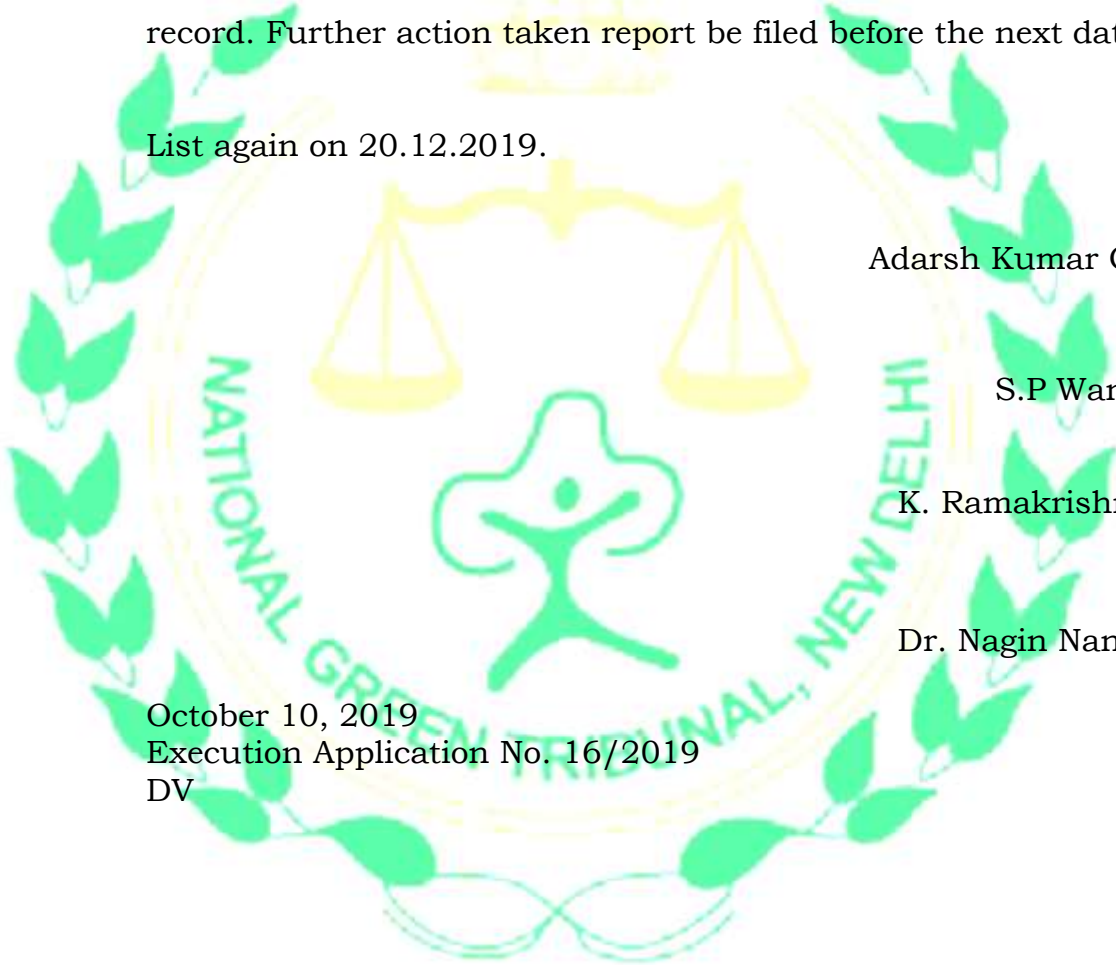 record. Further action taken report be filed before the next dat
List again on 20.12.2019.
Adarsh Kumar
S.P Wan
K. Ramakrishn
Dr. Nagin Nan
NATIONAL GREEN TRIBUNAL, NEW DELHI
October 10, 2019
Execution Application No. 16/2019
DV